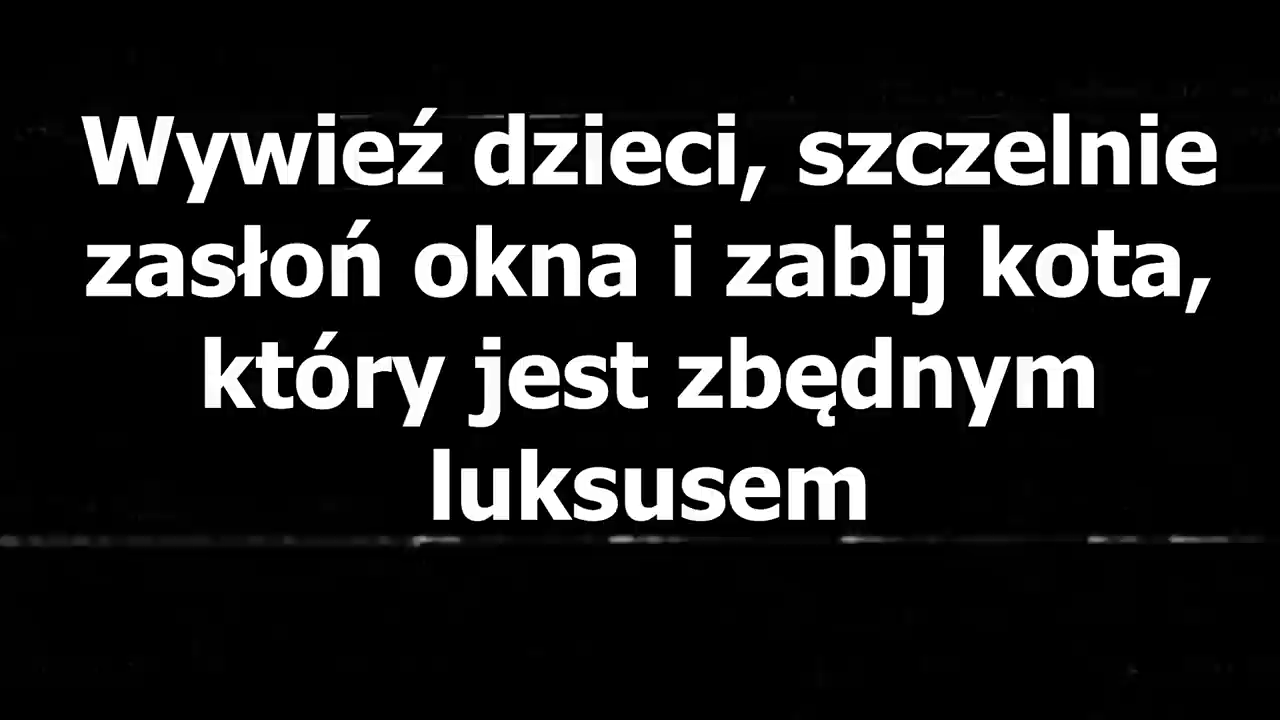 Wywieź dzieci, szczelnie
zasłoń okna i zabij kota,
który jest zbędnym
luksusem